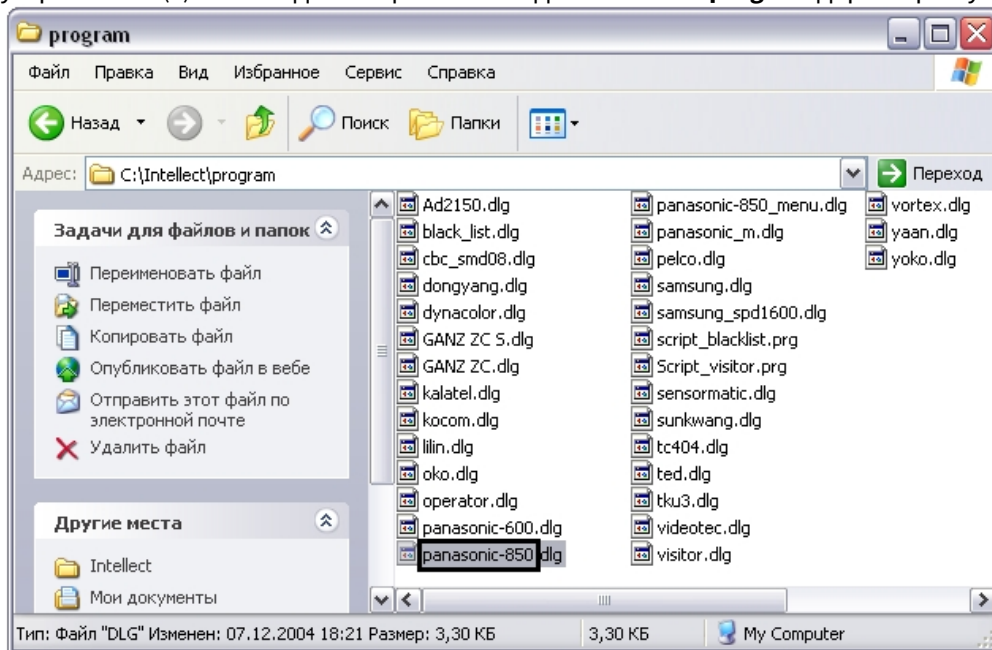 program
Файл Правка Вид Избранное Сервис Справка
Назад Поиск Папки
Адрес: C:\Intellect\program Переход
Задачи для файлов и папок
Переименовать файл
Переместить файл
Копировать файл
Опубликовать файл в вебе
Отправить этот файл по
электронной почте
Удалить файл
Другие места
Intellect
Мои документы
Ad2150.dlg
black_list.dlg
cbc_smd08.dlg
dongyang.dlg
dynacolor.dlg
GANZ ZC S.dlg
GANZ ZC.dlg
kalatel.dlg
kocom.dlg
lilin.dlg
oko.dlg
operator.dlg
panasonic-600.dlg
panasonic-850.dlg
panasonic-850_menu.dlg
panasonic_m.dlg
pelco.dlg
samsung.dlg
samsung_spd1600.dlg
script_blacklist.prg
Script_visitor.prg
sensormatic.dlg
sunkwang.dlg
tc404.dlg
ted.dlg
tku3.dlg
videotec.dlg
visitor.dlg
vortex.dlg
yaan.dlg
yoko.dlg
Тип: Файл "DLG" Изменен: 07.12.2004 18:21 Размер: 3,30 КБ 3,30 КБ My Computer